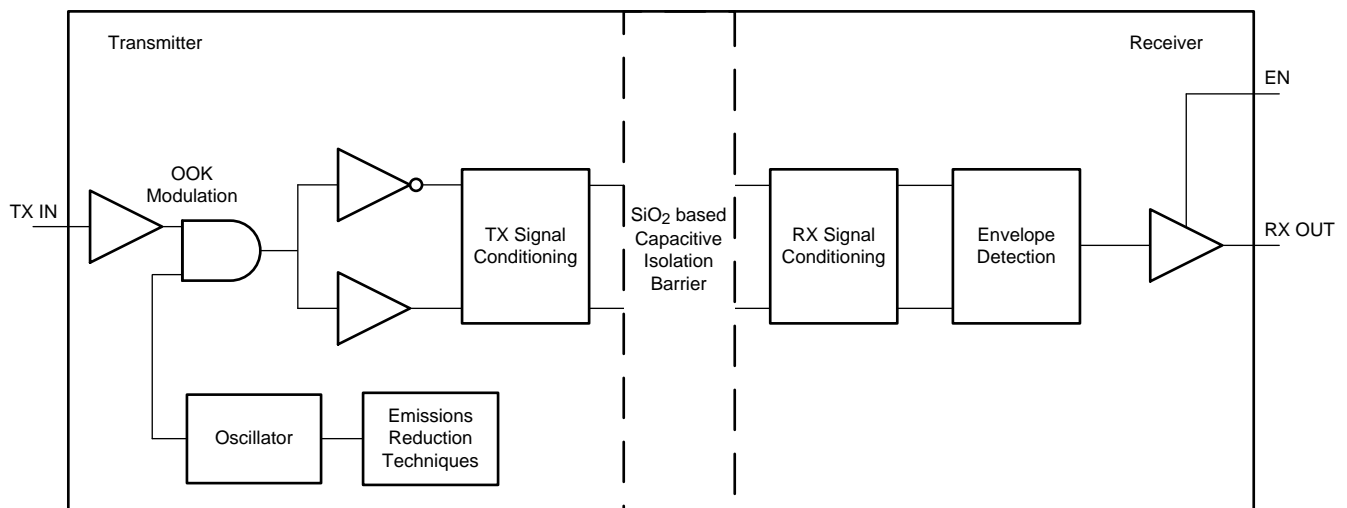 Transmitter
Receiver
EN
OOK
Modulation
TX IN
TX Signal
Conditioning
SiO2 based
Capacitive
Isolation
Barrier
RX Signal
Conditioning
Envelope
Detection
RX OUT
Oscillator
Emissions
Reduction
Techniques